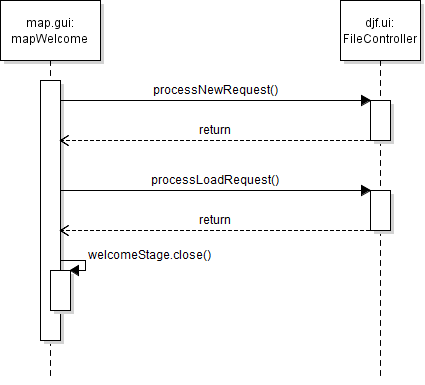 map.gui:
mapWelcome
djf.ui:
FileController
processNewRequest()
return
processLoadRequest()
return
welcomeStage.close()